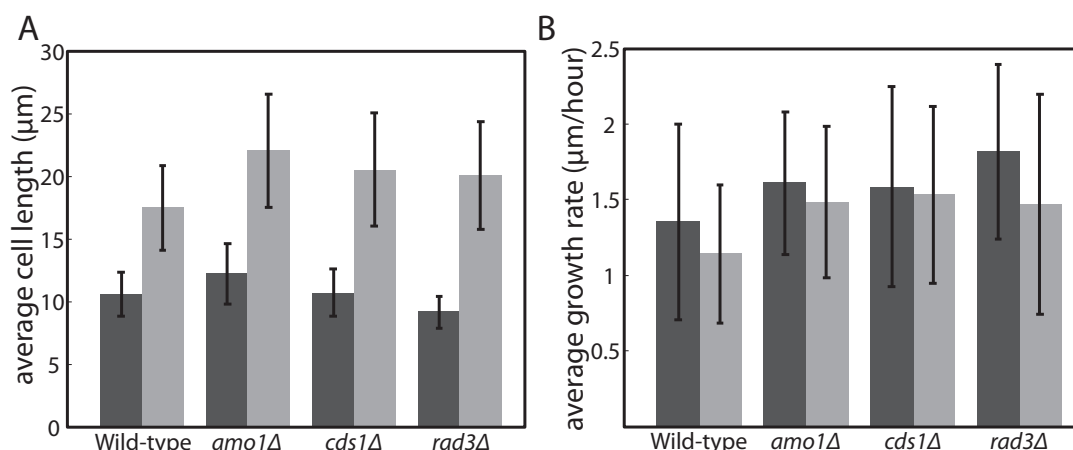 A
average cell length (μm)
30
25
20
15
10
5
0
Wild-type amo1Δ cds1Δ rad3Δ
B
average growth rate (μm/hour)
2.5
2
1.5
1
0.5
Wild-type amo1Δ cds1Δ rad3Δ